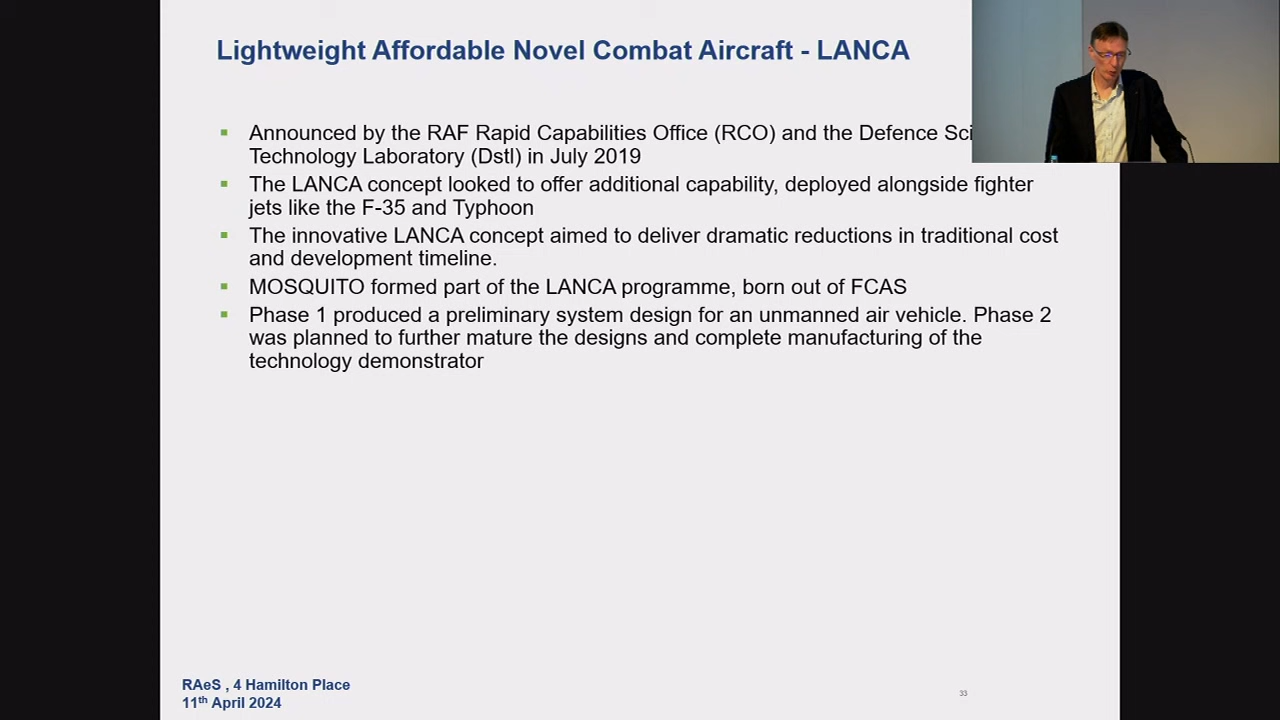 Lightweight Affordable Novel Combat Aircraft - LANCA
Announced by the RAF Rapid Capabilities Office (RCO) and the Defence Sci
Technology Laboratory (Dstl) in July 2019
The LANCA concept looked to offer additional capability, deployed alongside fighter
jets like the F-35 and Typhoon
The innovative LANCA concept aimed to deliver dramatic reductions in traditional cost
and development timeline.
MOSQUITO formed part of the LANCA programme, born out of FCAS
Phase 1 produced a preliminary system design for an unmanned air vehicle. Phase 2
was planned to further mature the designs and complete manufacturing of the
technology demonstrator
RAeS , 4 Hamilton Place
11th April 2024
33